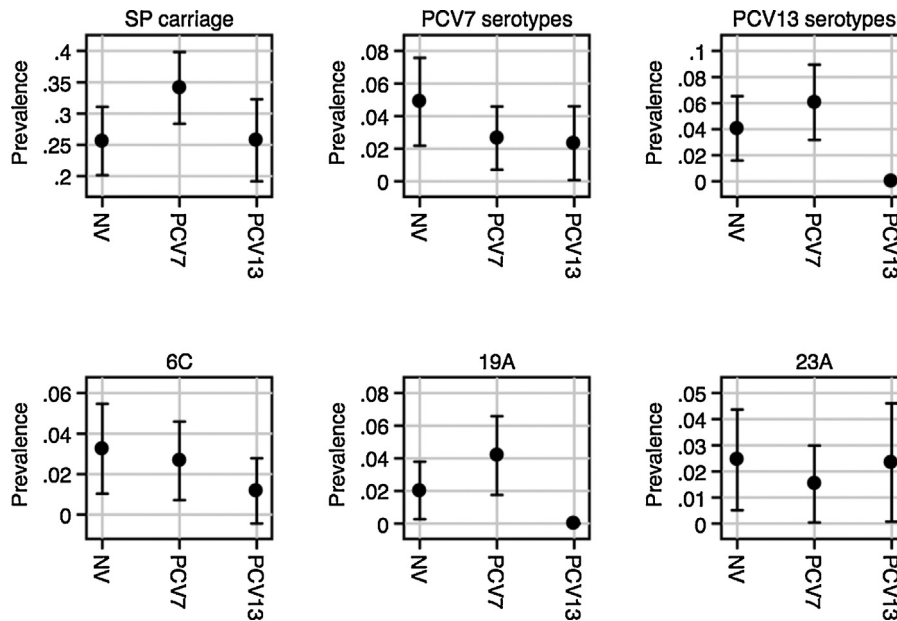 SP carriage
Prevalence
.4
.35
.3
.25
.2
NV
PCV7
PCV13
PCV7 serotypes
Prevalence
.08
.06
.04
.02
0
NV
PCV7
PCV13
PCV13 serotypes
Prevalence
.1
.08
.06
.04
.02
0
NV
PCV7
PCV13
6C
Prevalence
.06
.04
.02
0
NV
PCV7
PCV13
19A
Prevalence
.08
.06
.04
.02
0
NV
PCV7
PCV13
23A
Prevalence
.05
.04
.03
.02
.01
0
NV
PCV7
PCV13